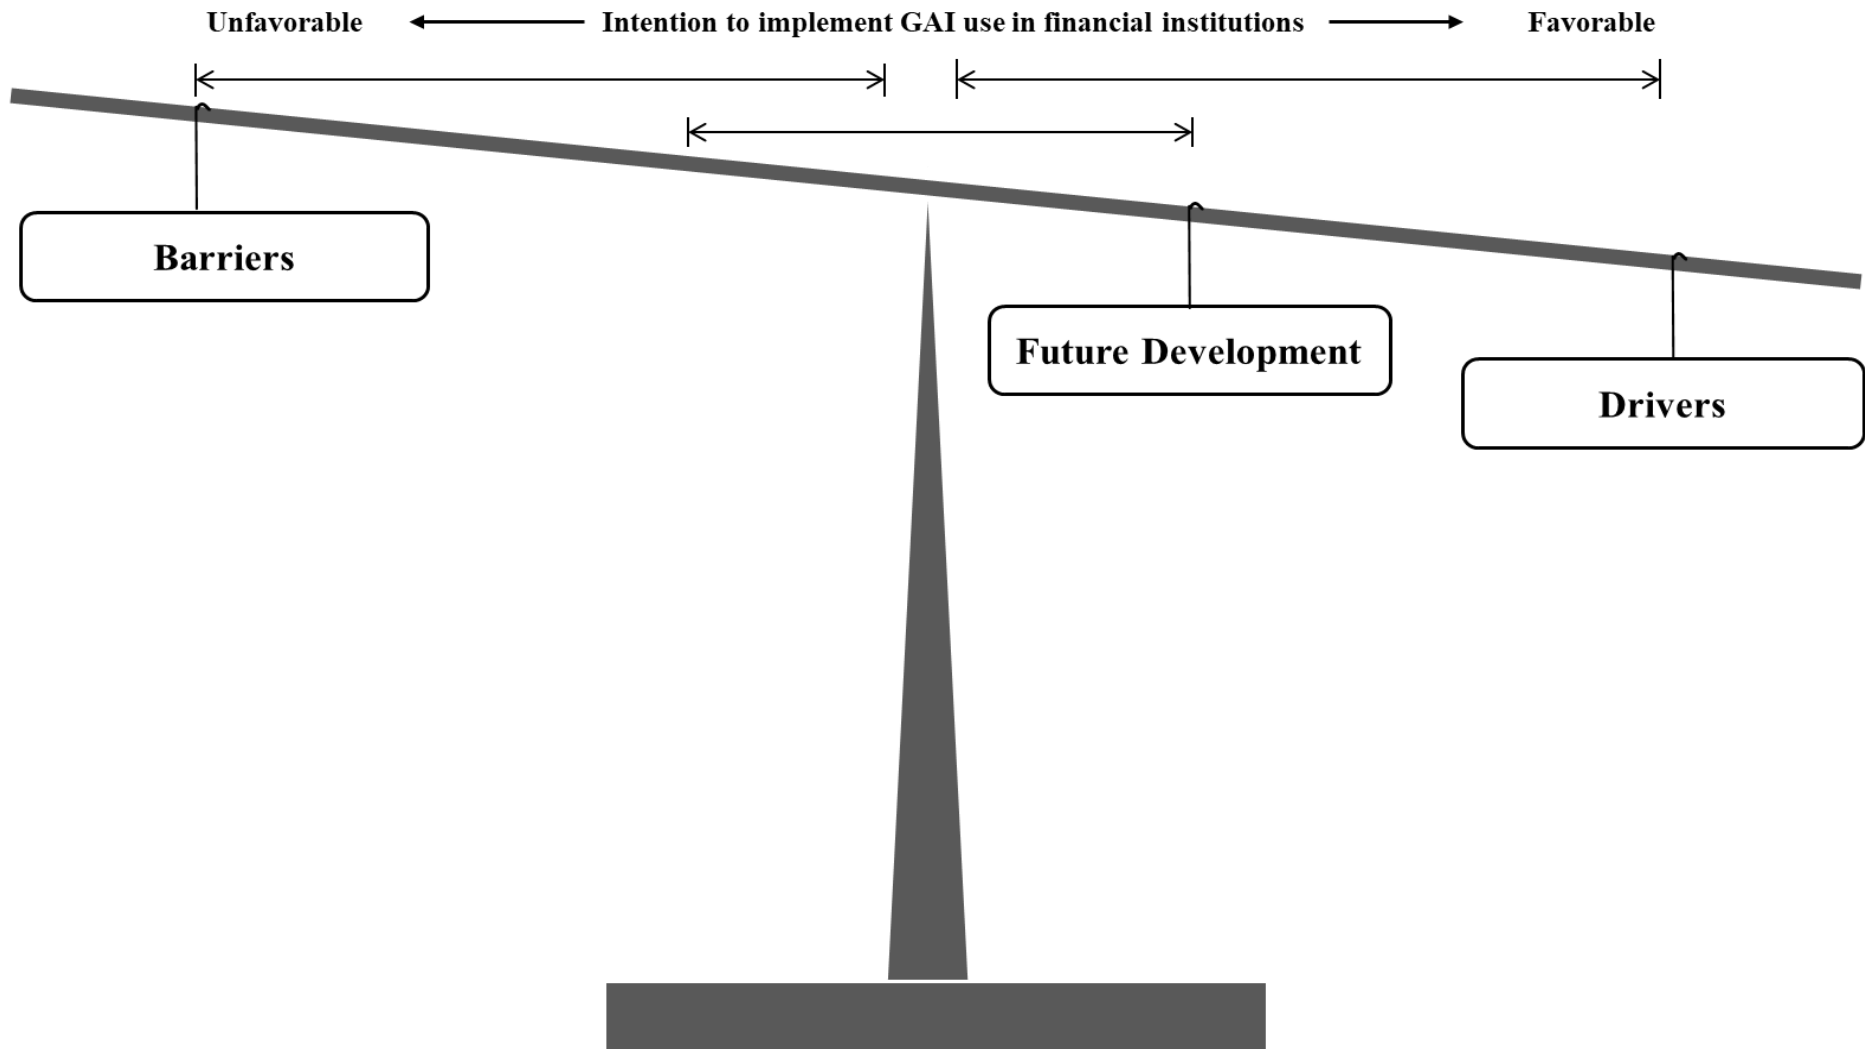 Unfavorable Intention to implement GAI use in financial institutions Favorable
Barriers
Future Development
Drivers